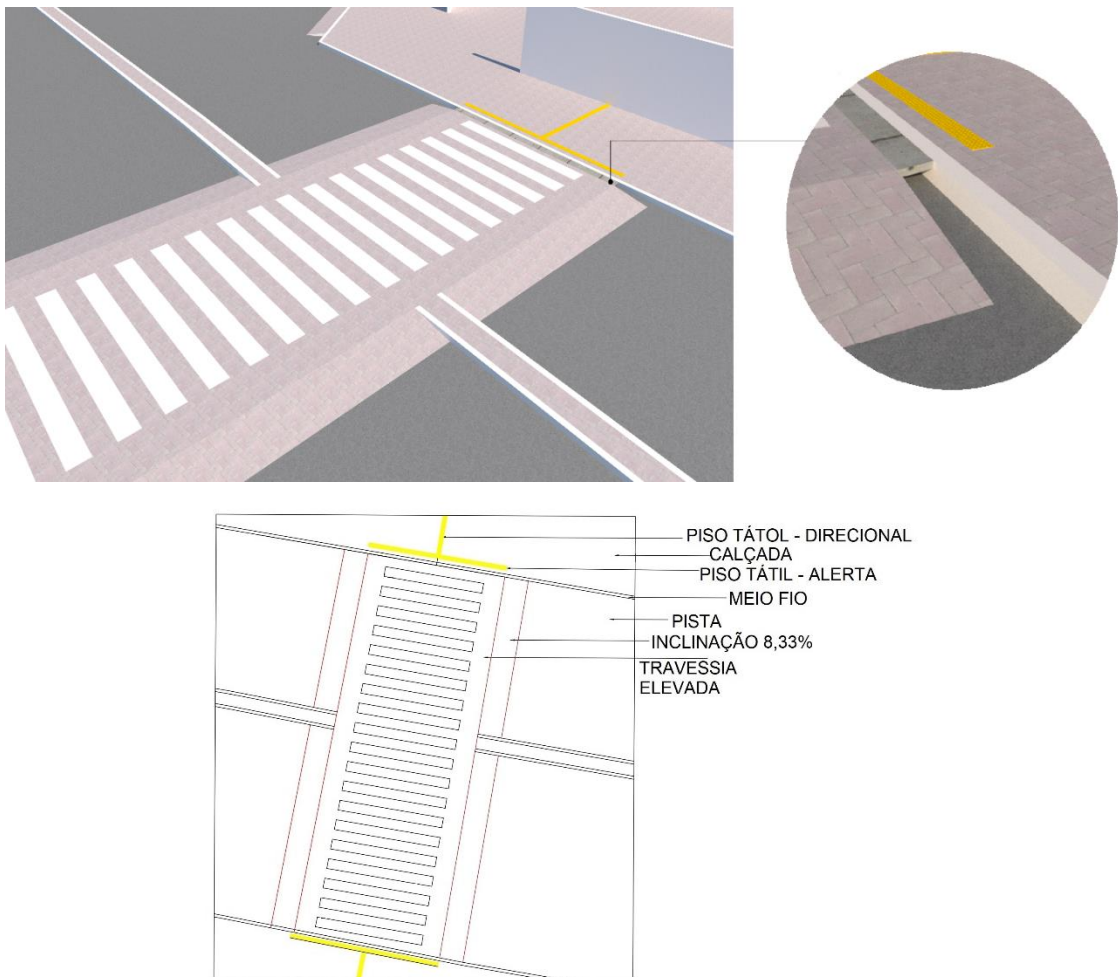 PISO TÁTOL - DIRECIONAL
CALÇADA
PISO TÁTIL - ALERTA
MEIO FIO
PISTA
INCLINAÇÃO 8,33%
TRAVESSIA
ELEVADA